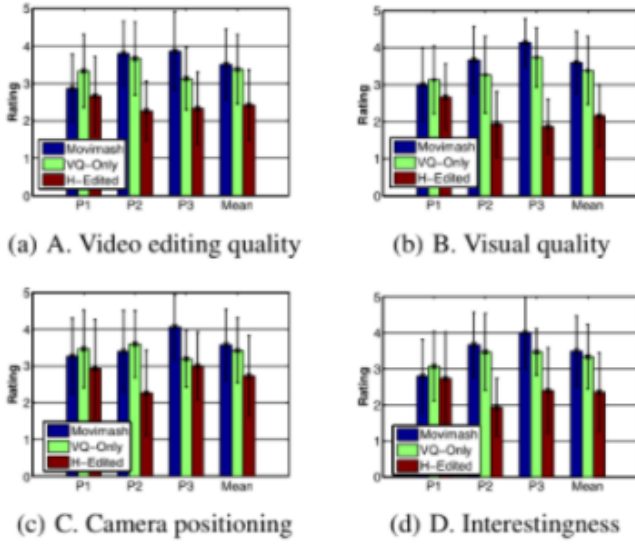 5
4
3
2
1
0
Rating
Movimash
VQ-Only
H-Edited
P1 P2 P3 Mean
(a) A. Video editing quality
5
4
3
2
1
0
Rating
Movimash
VQ-Only
H-Edited
P1 P2 P3 Mean
(b) B. Visual quality
5
4
3
2
1
0
Rating
Movimash
VQ-Only
H-Edited
P1 P2 P3 Mean
(c) C. Camera positioning
5
4
3
2
1
0
Rating
Movimash
VQ-Only
H-Edited
P1 P2 P3 Mean
(d) D. Interestingness